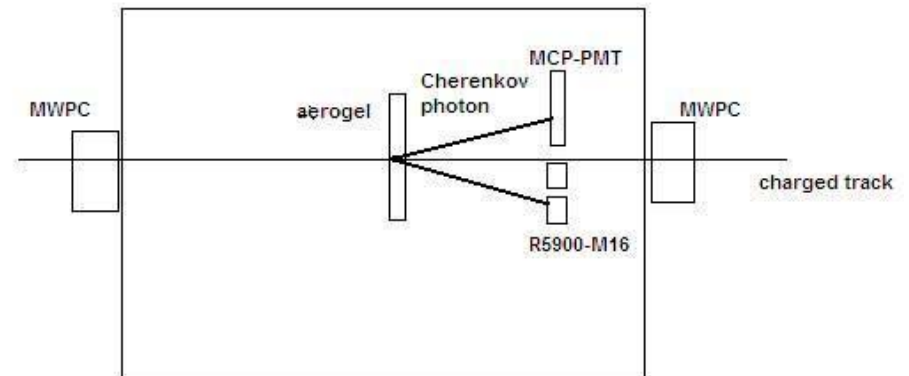 MCP-PMT
Cherenkov
photon
MWPC
aerogel
MWPC
charged track
R5900-M16